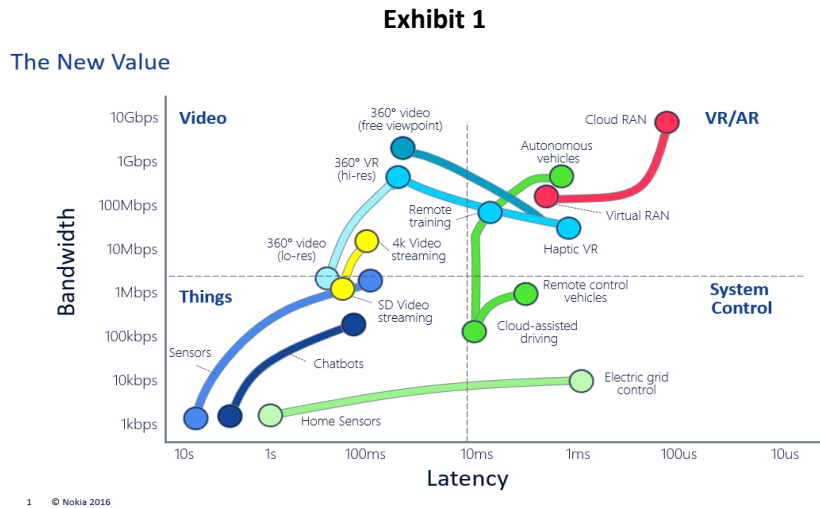 Exhibit 1
The New Value
Bandwidth
10Gbps
1Gbps
100Mbps
10Mbps
1Mbps
100kbps
10kbps
1kbps
Video
VR/AR
Things
System
Control
360° video
(free viewpoint)
360° VR
(hi-res)
360° video
(lo-res)
4k Video
streaming
SD Video
streaming
Sensors
Chatbots
Home Sensors
Cloud RAN
Autonomous
vehicles
Virtual RAN
Remote
training
Haptic VR
Remote control
vehicles
Cloud-assisted
driving
Electric grid
control
10s
1s
100ms
10ms
1ms
100us
10us
Latency
1 © Nokia 2016